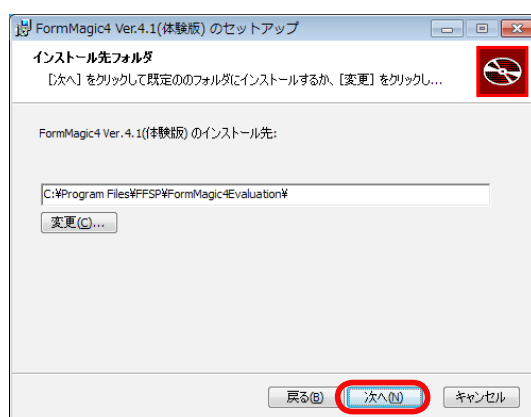 FormMagic4 Ver.4.1(体験版) のセットアップ
インストール先フォルダ
[次へ] をクリックして既定ののフォルダにインストールするか、[変更] をクリックし...
FormMagic4 Ver.4.1((体験版) のインストール先:
C:¥Program Files¥FFSP¥FormMagic4Evaluation¥
変更(C)...
戻る(B) 次へ(N) キャンセル